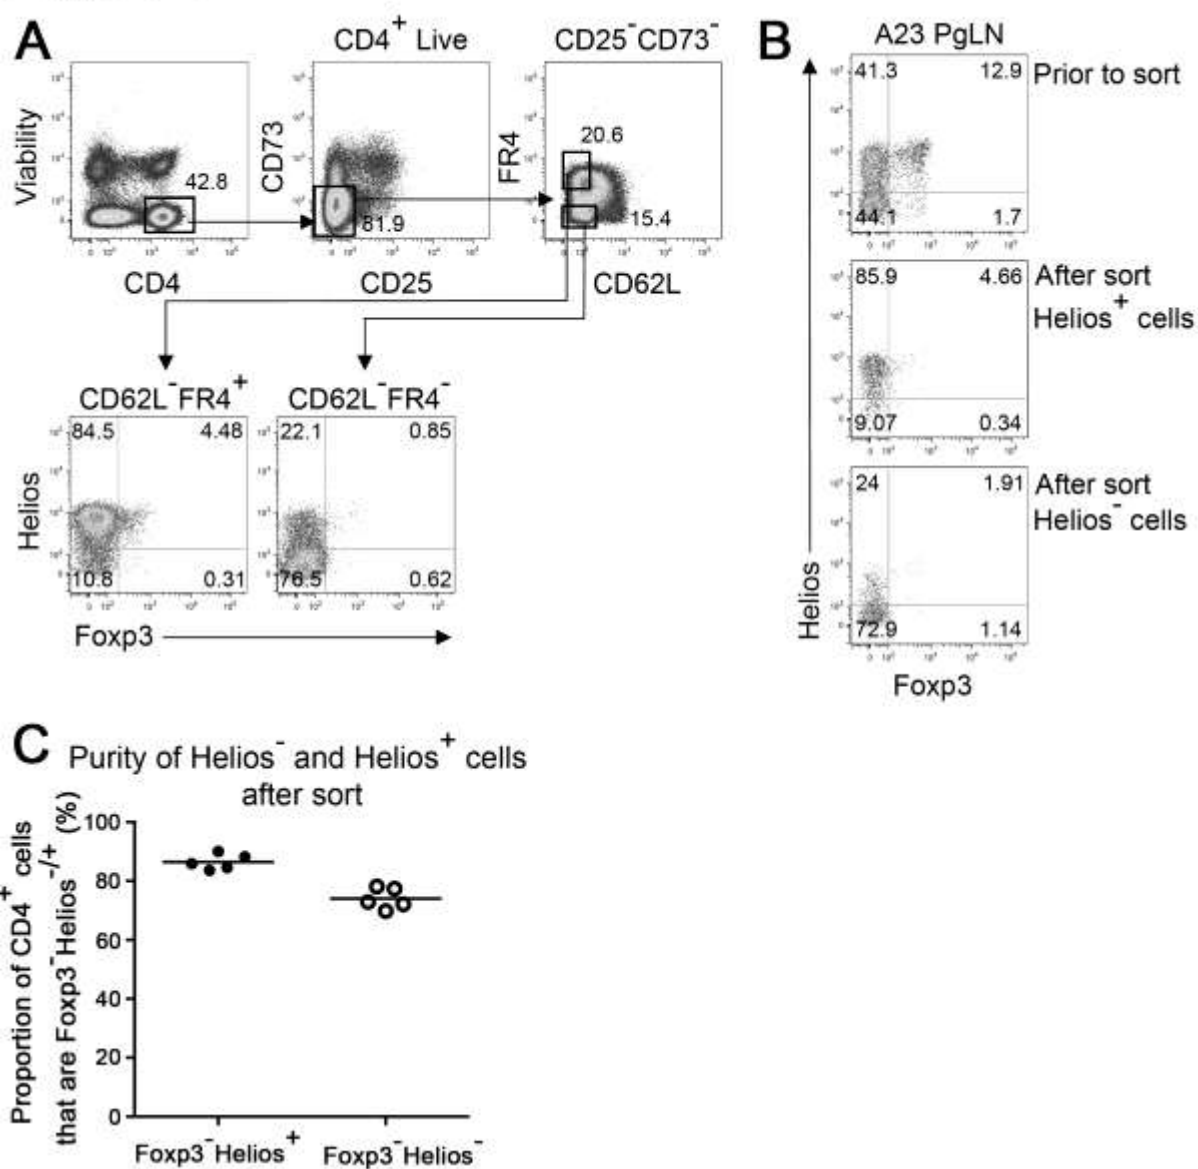 A
CD4+ Live
CD25-CD73-
Viability
42.8
CD73
81.9
FR4
20.6
15.4
CD4
CD25
CD62L
CD62L-FR4+
CD62L-FR4-
84.5
4.48
22.1
0.85
Helios
10.8
0.31
76.5
0.62
Foxp3
B
A23 PgLN
41.3
12.9
Prior to sort
44.1
1.7
85.9
4.66
After sort
Helios+ cells
9.07
0.34
24
1.91
After sort
Helios- cells
72.9
1.14
Helios
Foxp3
C
Purity of Helios- and Helios+ cells
after sort
Proportion of CD4+ cells
that are Foxp3-Helios-/+ (%)
100
80
60
40
20
0
Foxp3-Helios+
Foxp3-Helios-